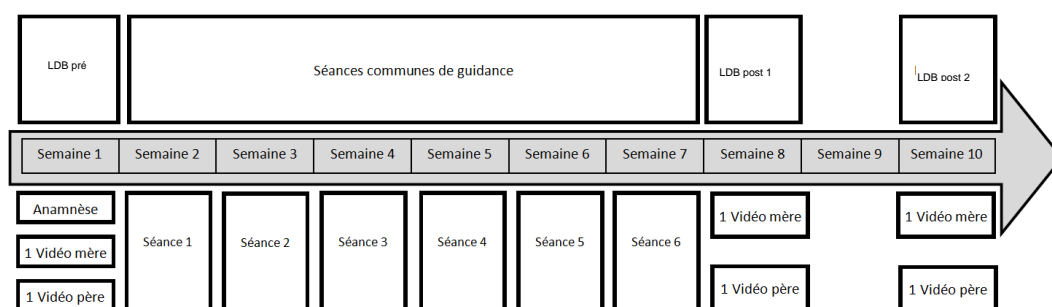 LDB pré
Séances communes de guidance
LDB post 1
LDB post 2
Semaine 1
Semaine 2
Semaine 3
Semaine 4
Semaine 5
Semaine 6
Semaine 7
Semaine 8
Semaine 9
Semaine 10
Anamnèse
1 Vidéo mère
1 Vidéo père
Séance 1
Séance 2
Séance 3
Séance 4
Séance 5
Séance 6
1 Vidéo mère
1 Vidéo père
1 Vidéo mère
1 Vidéo père